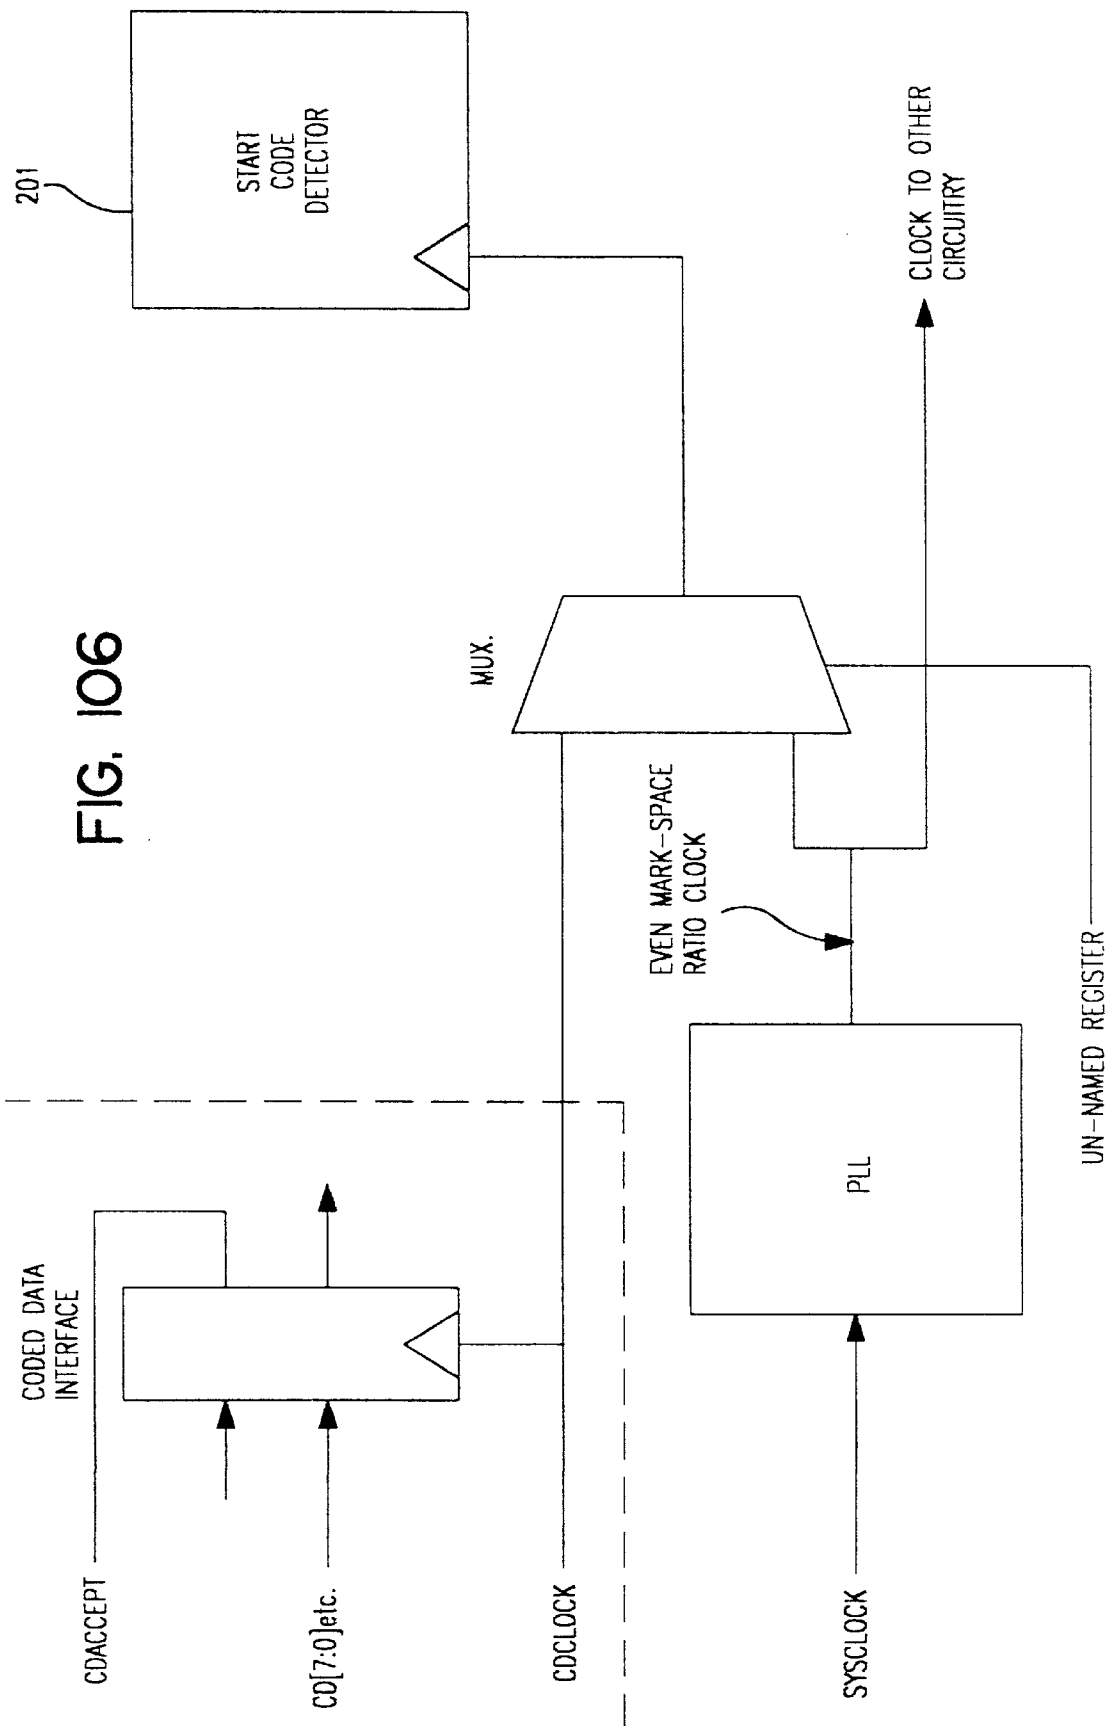 FIG. 106
CDACCEPT
CODED DATA
INTERFACE
CD[7:0]etc.
CDCLOCK
SYSCLOCK
PLL
EVEN MARK-SPACE
RATIO CLOCK
UN-NAMED REGISTER
MUX.
201
START
CODE
DETECTOR
CLOCK TO OTHER
CIRCUITRY